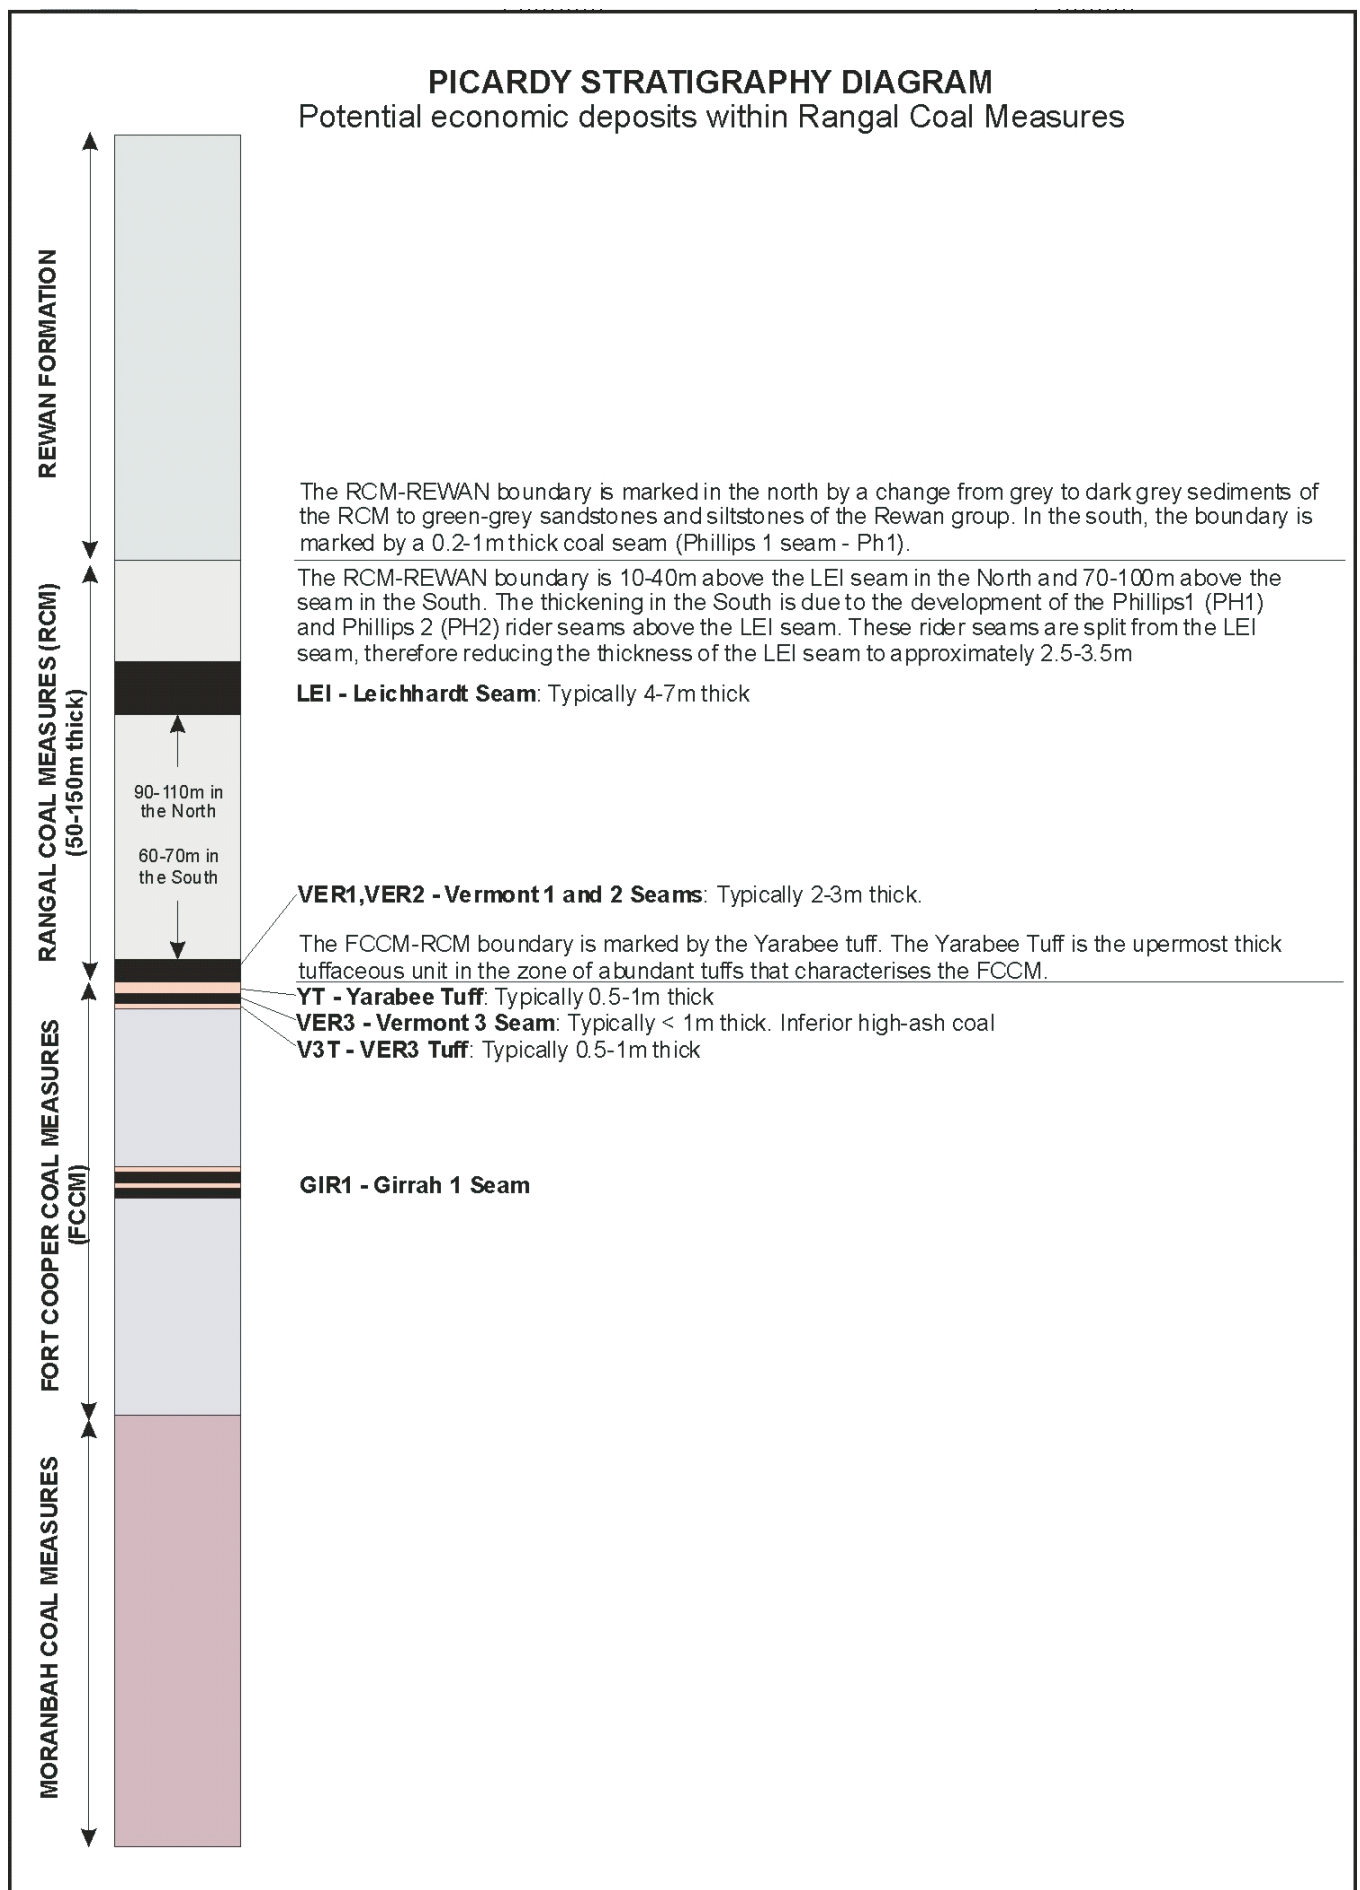 PICARDY STRATIGRAPHY DIAGRAM
Potential economic deposits within Rangal Coal Measures
REWAN FORMATION
The RCM-REWAN boundary is marked in the north by a change from grey to dark grey sediments of
the RCM to green-grey sandstones and siltstones of the Rewan group. In the south, the boundary is
marked by a 0.2-1m thick coal seam (Phillips 1 seam - Ph1).
RANGAL COAL MEASURES (RCM)
(50-150m thick)
The RCM-REWAN boundary is 10-40m above the LEI seam in the North and 70-100m above the
seam in the South. The thickening in the South is due to the development of the Phillips1 (PH1)
and Phillips 2 (PH2) rider seams above the LEI seam. These rider seams are split from the LEI
seam, therefore reducing the thickness of the LEI seam to approximately 2.5-3.5m
LEI - Leichhardt Seam: Typically 4-7m thick
90-110m in
the North
60-70m in
the South
VER1,VER2 - Vermont 1 and 2 Seams: Typically 2-3m thick.
The FCCM-RCM boundary is marked by the Yarabee tuff. The Yarabee Tuff is the upermost thick
tuffaceous unit in the zone of abundant tuffs that characterises the FCCM.
YT - Yarabee Tuff: Typically 0.5-1m thick
VER3 - Vermont 3 Seam: Typically < 1m thick. Inferior high-ash coal
V3T - VER3 Tuff: Typically 0.5-1m thick
FORT COOPER COAL MEASURES
(FCCM)
GIR1 - Girrah 1 Seam
MORANBAH COAL MEASURES